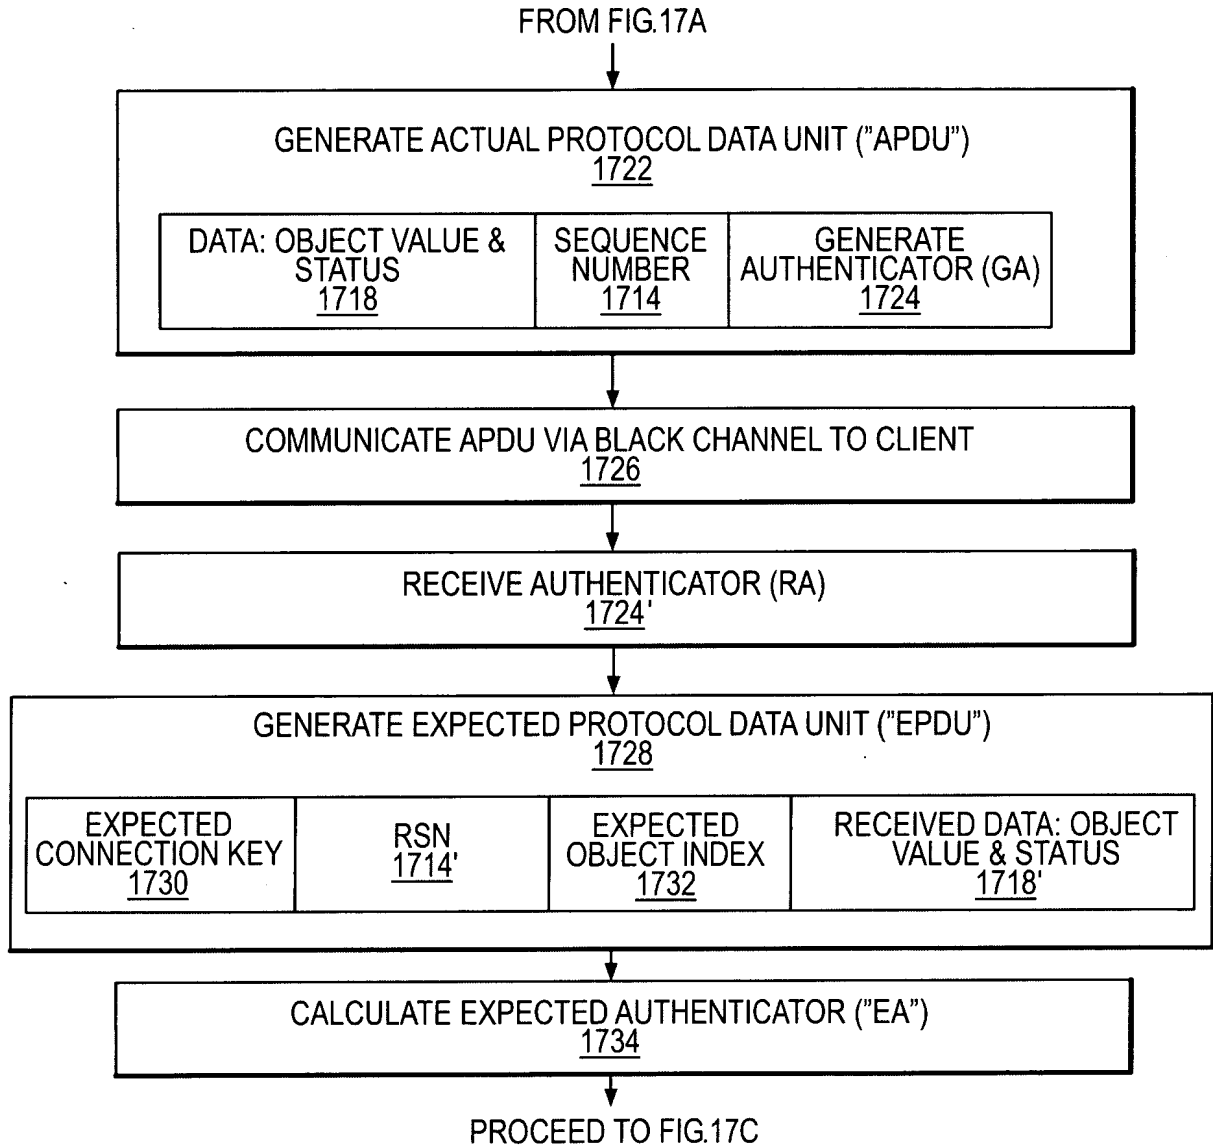 FROM FIG.17A
GENERATE ACTUAL PROTOCOL DATA UNIT ("APDU")
1722
DATA: OBJECT VALUE &
STATUS
1718
SEQUENCE
NUMBER
1714
GENERATE
AUTHENTICATOR (GA)
1724
COMMUNICATE APDU VIA BLACK CHANNEL TO CLIENT
1726
RECEIVE AUTHENTICATOR (RA)
1724'
GENERATE EXPECTED PROTOCOL DATA UNIT ("EPDU")
1728
EXPECTED
CONNECTION KEY
1730
RSN
1714'
EXPECTED
OBJECT INDEX
1732
RECEIVED DATA: OBJECT
VALUE & STATUS
1718'
CALCULATE EXPECTED AUTHENTICATOR ("EA")
1734
PROCEED TO FIG.17C